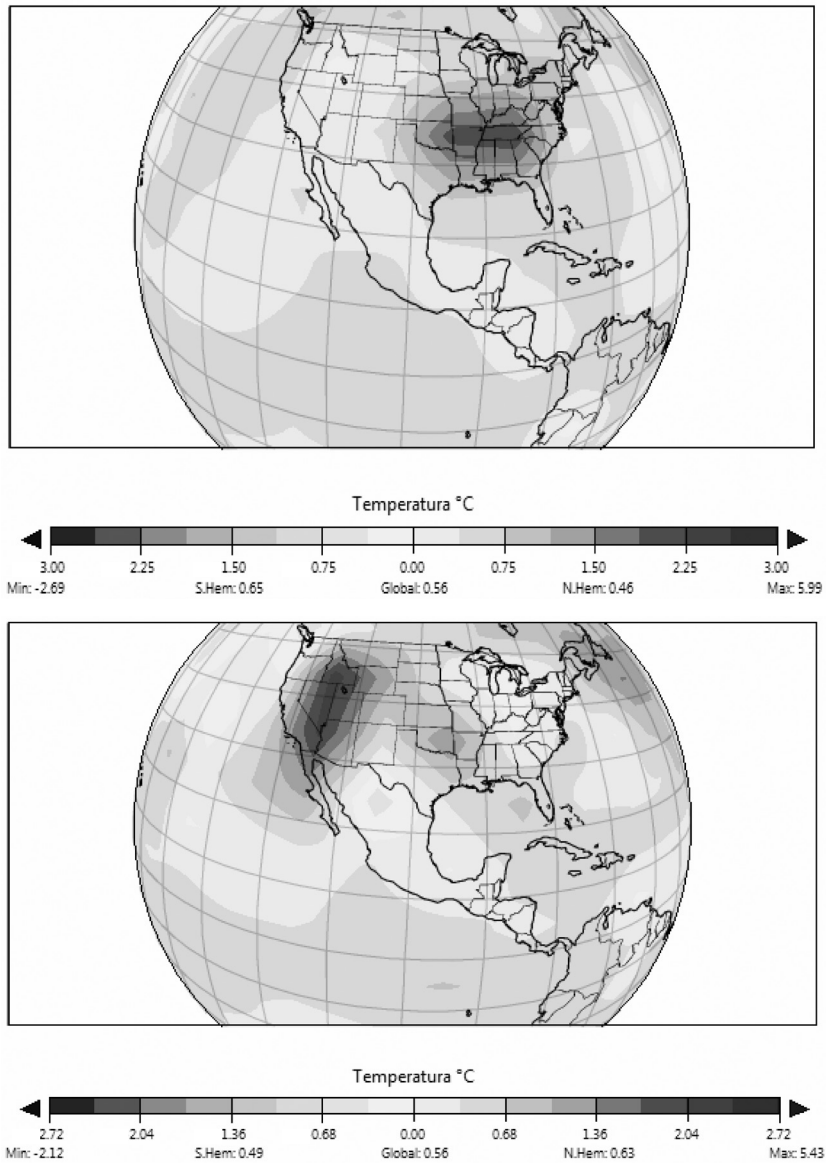 Temperatura °C
3.00 2.25 1.50 0.75 0.00 0.75 1.50 2.25 3.00
Min: -2.69 S.Hem: 0.65 Global: 0.56 N.Hem: 0.46 Max: 5.99
Temperatura °C
2.72 2.04 1.36 0.68 0.00 0.68 1.36 2.04 2.72
Min: -2.12 S.Hem: 0.49 Global: 0.56 N.Hem: 0.63 Max: 5.43